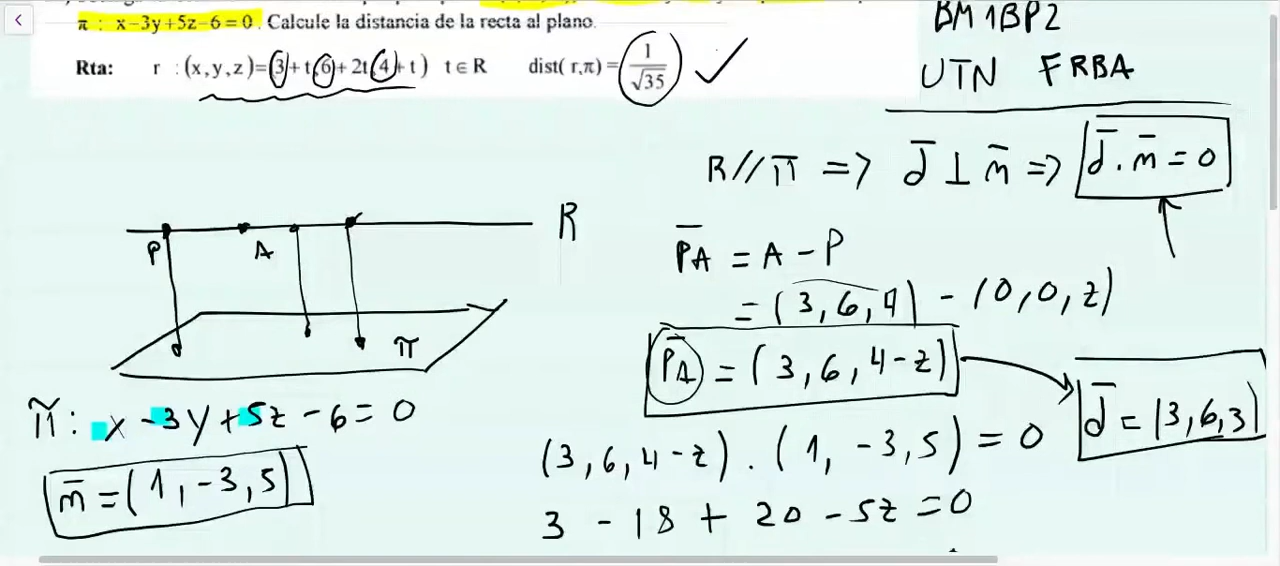 π : x−3y+5z−6=0 . Calcule la distancia de la recta al plano.
Rta: r : (x,y,z)=(3+t,6+2t,4+t) t∈R dist( r,π) = 1/√35 ✓
BM 1BP2
UTN FRBA
R//π => d̄ ⊥ n̄ => d̄ . n̄ = 0
R
P A
π
P̄A = A − P
= (3,6,4) − (0,0,z)
P̄A = (3,6,4−z)
d̄ = (3,6,3)
π: x −3y +5z −6 = 0
n̄ = (1,−3,5)
(3,6,4−z) . (1,−3,5) = 0
3 − 18 + 20 − 5z = 0